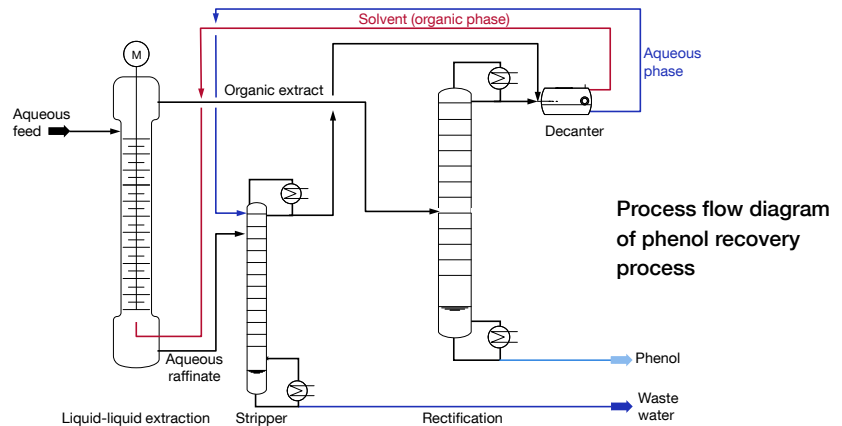 Solvent (organic phase)
M
Aqueous
phase
Organic extract
Aqueous
feed
Decanter
Process flow diagram
of phenol recovery
process
Aqueous
raffinate
Phenol
Waste
water
Liquid-liquid extraction
Stripper
Rectification